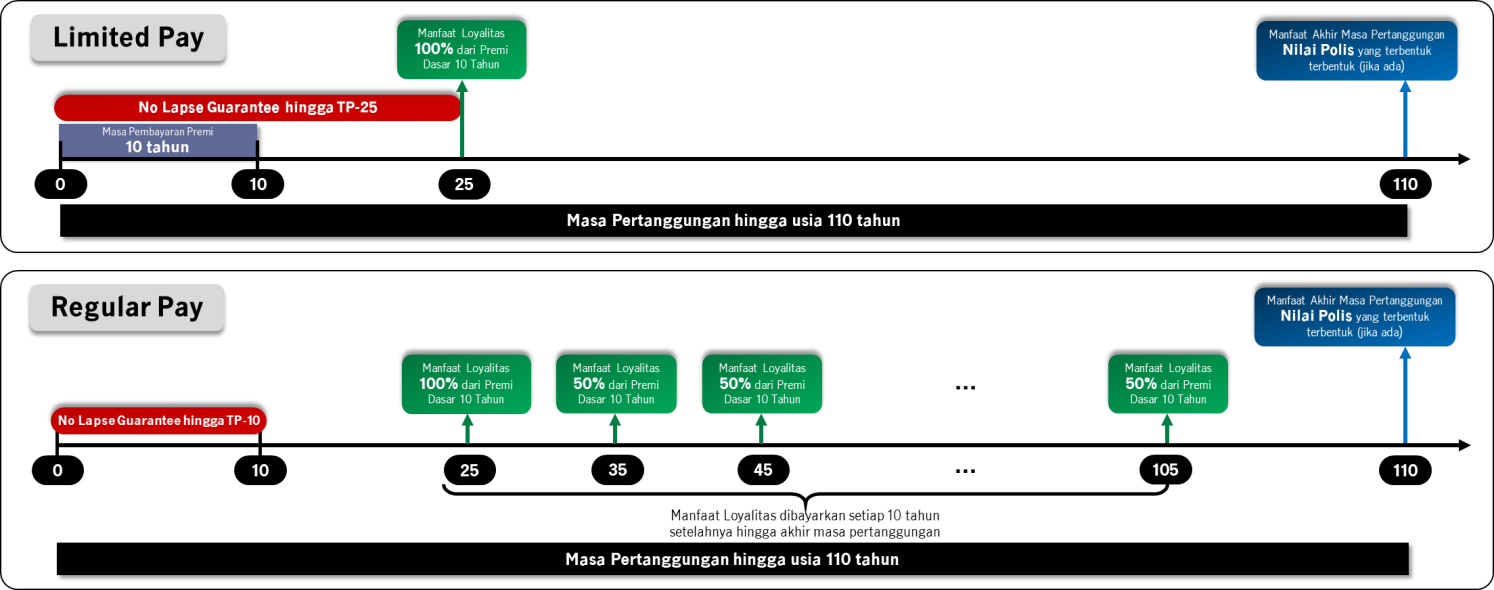 Limited Pay
Manfaat Loyalitas
100% dari Premi
Dasar 10 Tahun
Manfaat Akhir Masa Pertanggungan
Nilai Polis yang terbentuk
terbentuk (jika ada)
No Lapse Guarantee hingga TP-25
Masa Pembayaran Premi
10 tahun
0
10
25
110
Masa Pertanggungan hingga usia 110 tahun
Regular Pay
Manfaat Akhir Masa Pertanggungan
Nilai Polis yang terbentuk
terbentuk (jika ada)
Manfaat Loyalitas
100% dari Premi
Dasar 10 Tahun
Manfaat Loyalitas
50% dari Premi
Dasar 10 Tahun
Manfaat Loyalitas
50% dari Premi
Dasar 10 Tahun
...
Manfaat Loyalitas
50% dari Premi
Dasar 10 Tahun
No Lapse Guarantee hingga TP-10
0
10
25
35
45
...
105
110
Manfaat Loyalitas dibayarkan setiap 10 tahun
setelahnya hingga akhir masa pertanggungan
Masa Pertanggungan hingga usia 110 tahun